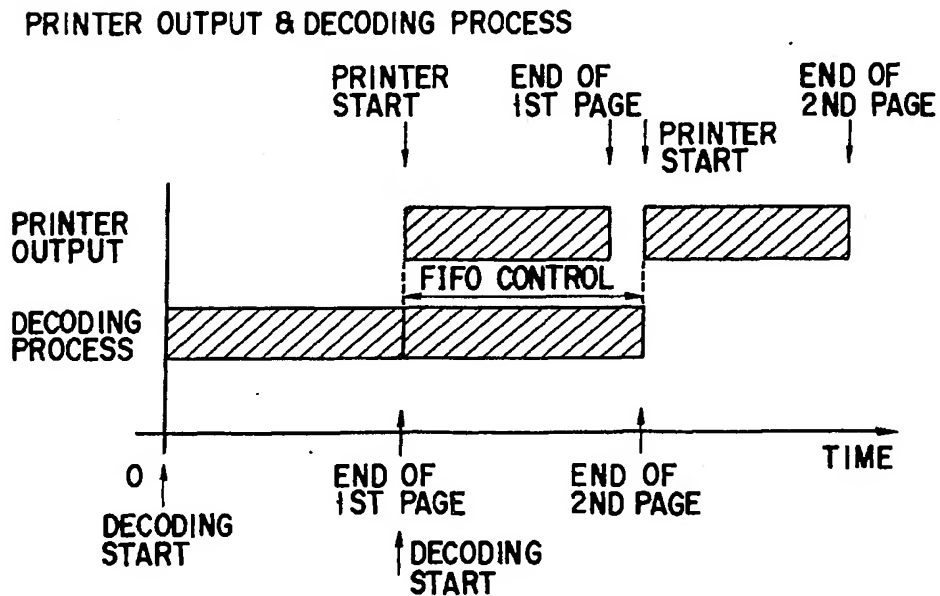 PRINTER OUTPUT & DECODING PROCESS
PRINTER
START
END OF
1ST PAGE
PRINTER
START
END OF
2ND PAGE
PRINTER
OUTPUT
FIFO CONTROL
DECODING
PROCESS
TIME
0
DECODING
START
END OF
1ST PAGE
DECODING
START
END OF
2ND PAGE